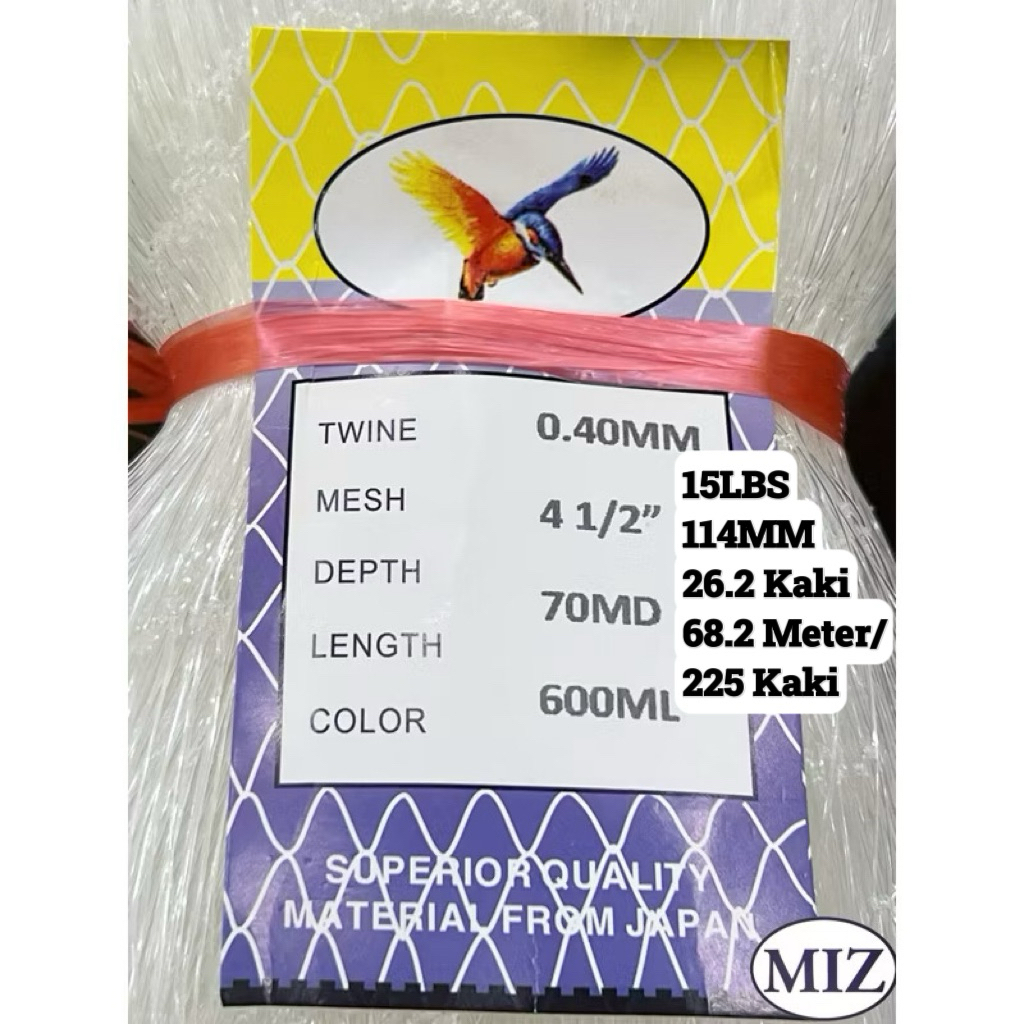 TWINE 0.40MM
15LBS
MESH 4 1/2”
114MM
DEPTH 70MD
26.2 Kaki
LENGTH 600ML
68.2 Meter/
225 Kaki
COLOR
SUPERIOR QUALITY
MATERIAL FROM JAPAN
MIZ